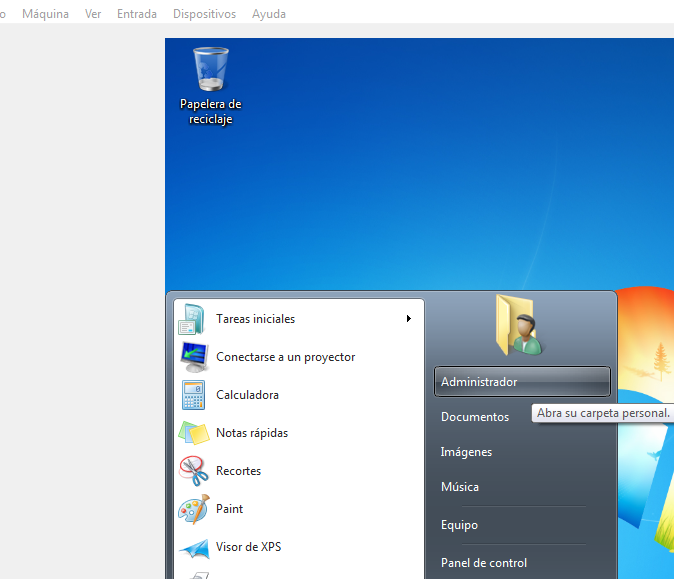 o Máquina Ver Entrada Dispositivos Ayuda
Papelera de
reciclaje
Tareas iniciales
Conectarse a un proyector
Calculadora
Notas rápidas
Recortes
Paint
Visor de XPS
Administrador
Documentos
Abra su carpeta personal.
Imágenes
Música
Equipo
Panel de control